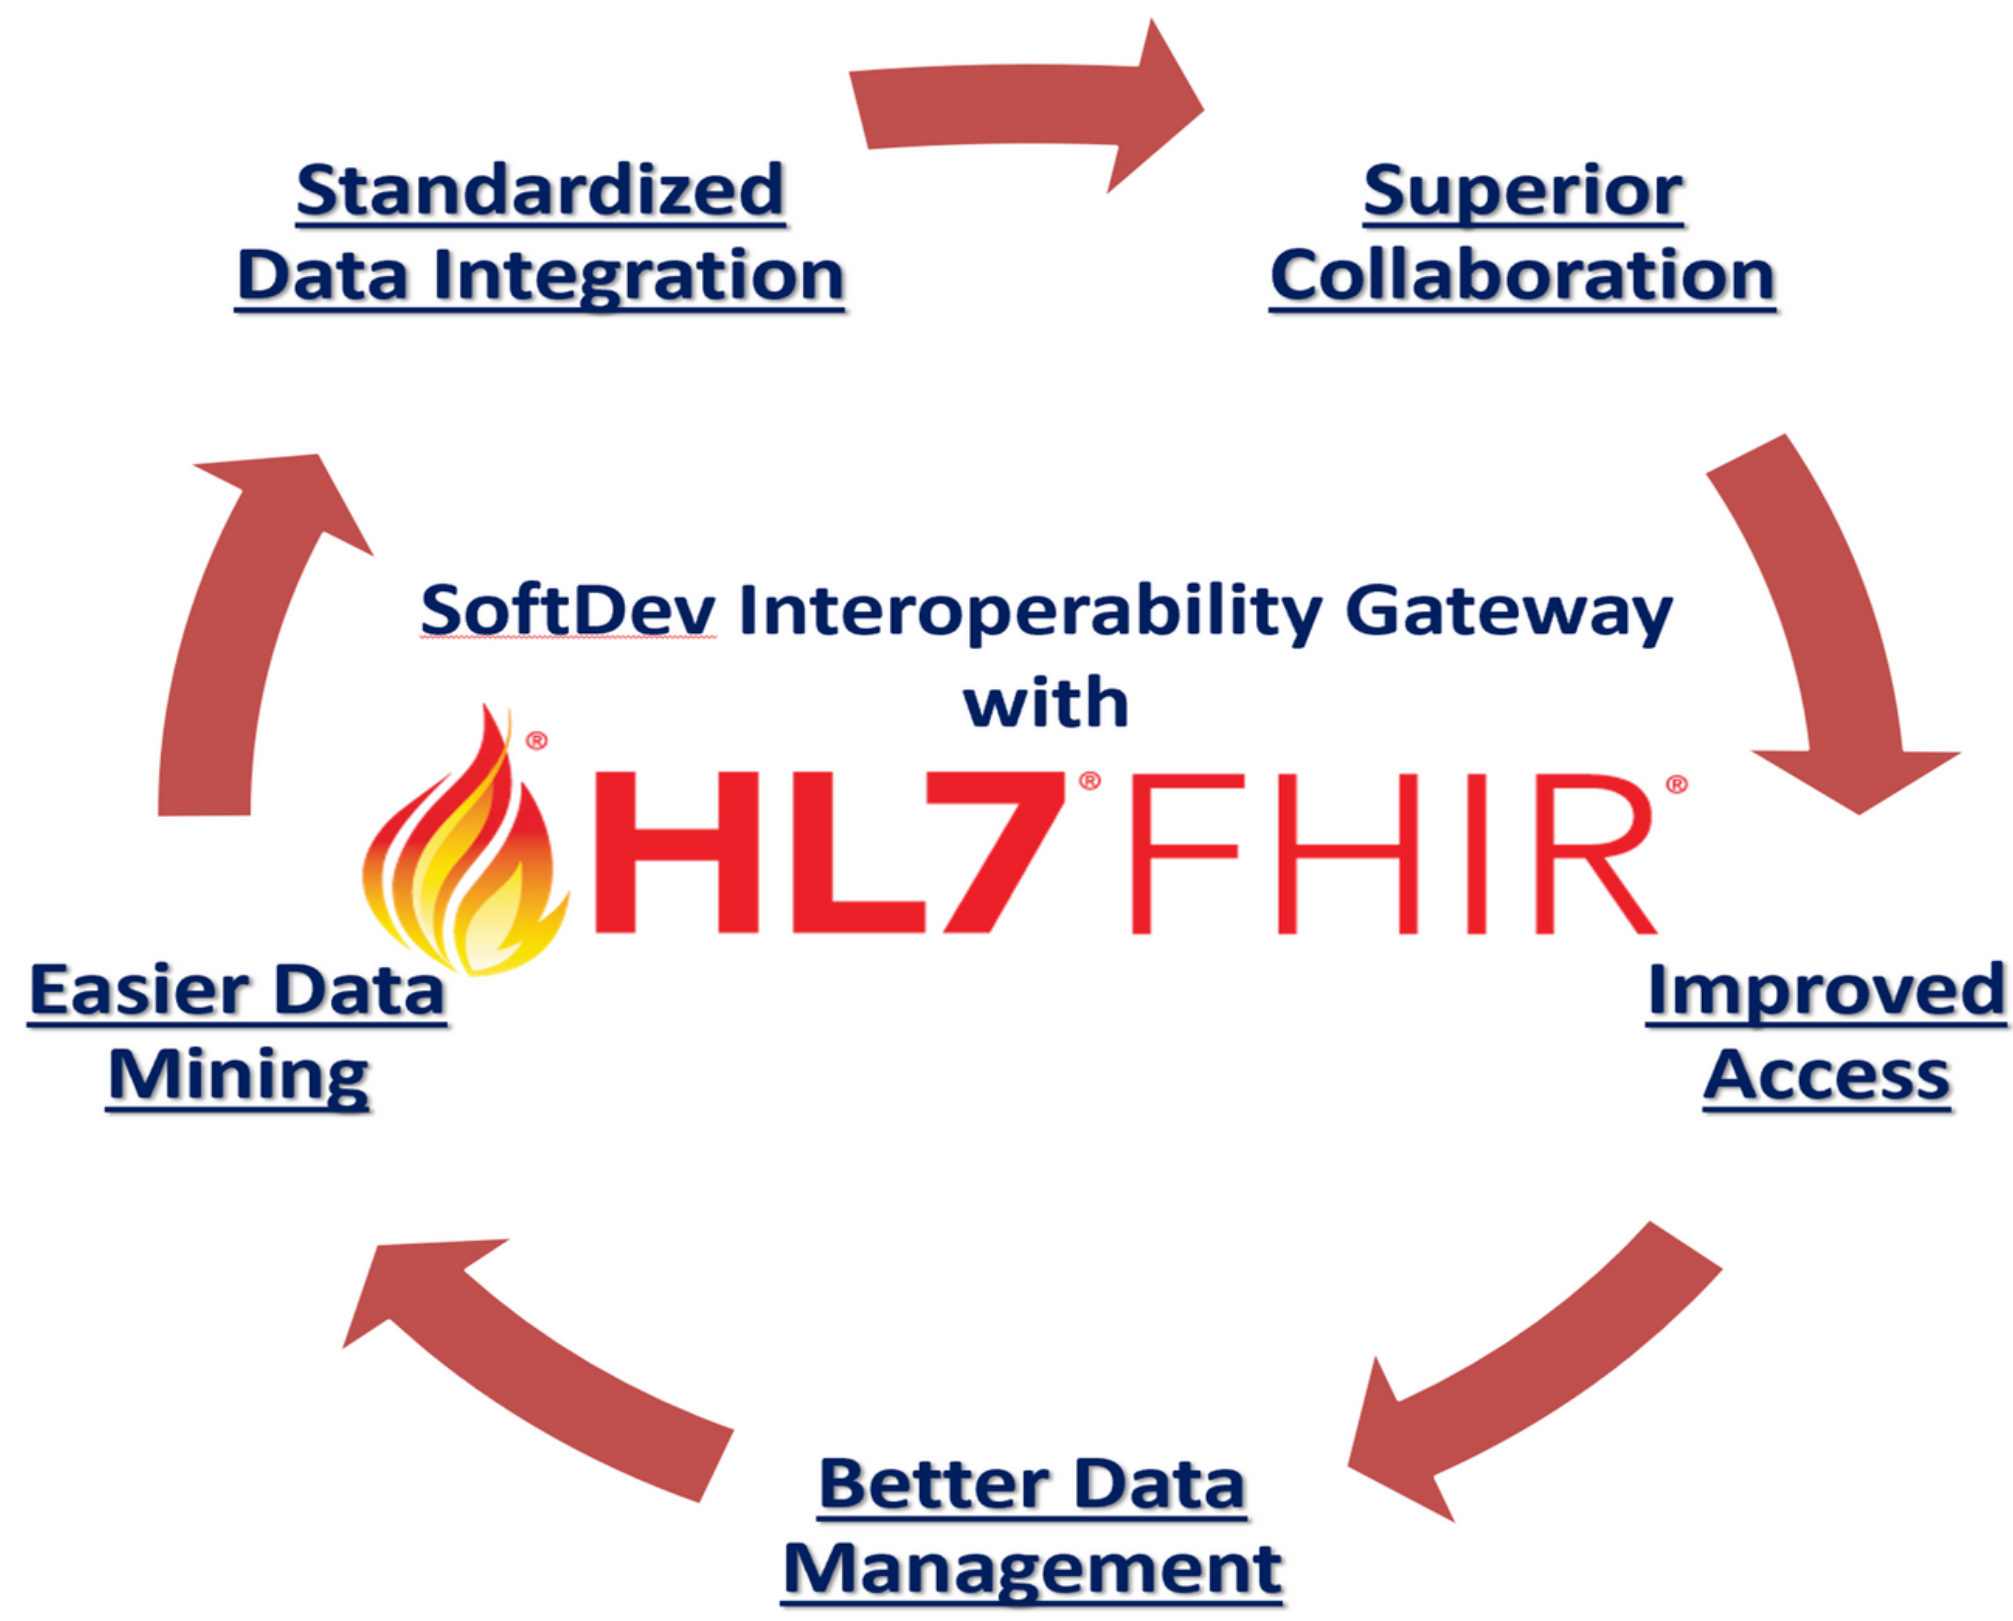 Standardized
Data Integration
Superior
Collaboration
SoftDev Interoperability Gateway
with
®HL7® FHIR®
Easier Data
Mining
Improved
Access
Better Data
Management